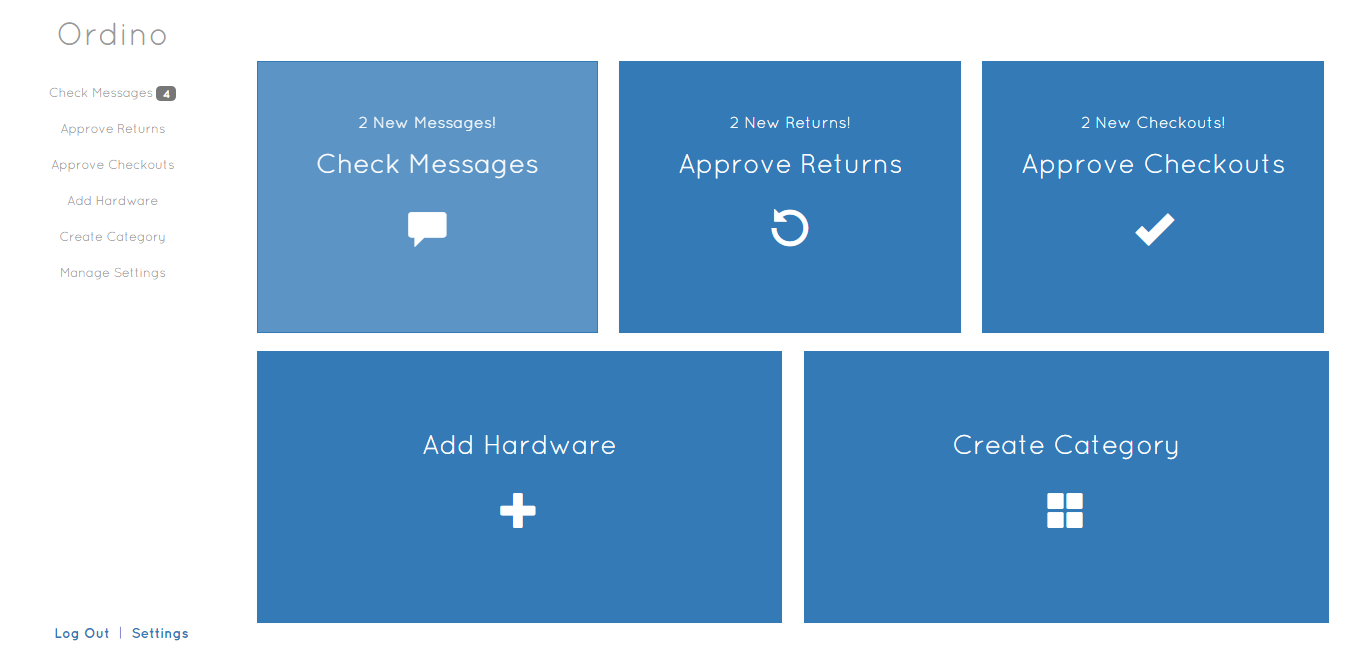 Ordino
Check Messages 4
Approve Returns
Approve Checkouts
Add Hardware
Create Category
Manage Settings
Log Out | Settings
2 New Messages!
Check Messages
2 New Returns!
Approve Returns
2 New Checkouts!
Approve Checkouts
Add Hardware
Create Category